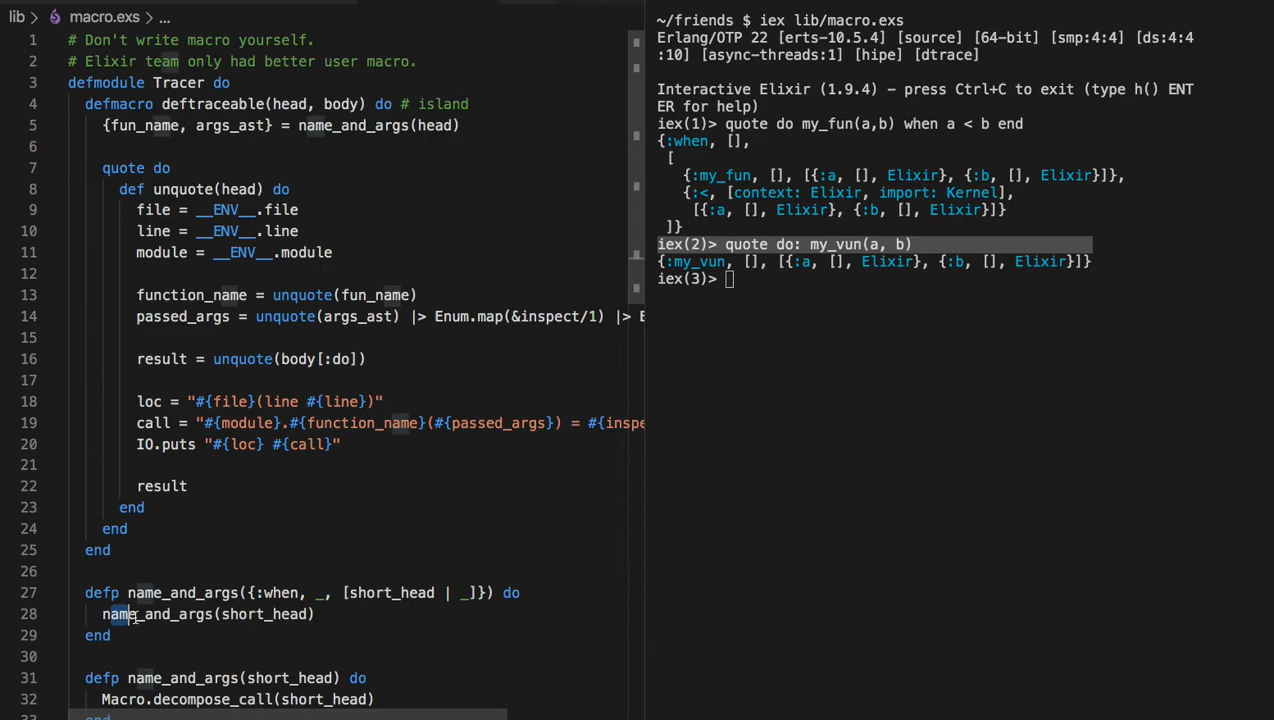 lib > macro.exs > ...
1 # Don't write macro yourself.
2 # Elixir team only had better user macro.
3 defmodule Tracer do
4 defmacro deftraceable(head, body) do # island
5 {fun_name, args_ast} = name_and_args(head)
6
7 quote do
8 def unquote(head) do
9 file = __ENV__.file
10 line = __ENV__.line
11 module = __ENV__.module
12
13 function_name = unquote(fun_name)
14 passed_args = unquote(args_ast) |> Enum.map(&inspect/1) |> E
15
16 result = unquote(body[:do])
17
18 loc = "#{file}(line #{line})"
19 call = "#{module}.#{function_name}(#{passed_args}) = #{inspe
20 IO.puts "#{loc} #{call}"
21
22 result
23 end
24 end
25 end
26
27 defp name_and_args({:when, _, [short_head | _]}) do
28 name_and_args(short_head)
29 end
30
31 defp name_and_args(short_head) do
32 Macro.decompose_call(short_head)
33 end
~/friends $ iex lib/macro.exs
Erlang/OTP 22 [erts-10.5.4] [source] [64-bit] [smp:4:4] [ds:4:4
:10] [async-threads:1] [hipe] [dtrace]
Interactive Elixir (1.9.4) - press Ctrl+C to exit (type h() ENT
ER for help)
iex(1)> quote do my_fun(a,b) when a < b end
{:when, [],
[
{:my_fun, [], [{:a, [], Elixir}, {:b, [], Elixir}]},
{:<, [context: Elixir, import: Kernel],
[{:a, [], Elixir}, {:b, [], Elixir}]}
]}
iex(2)> quote do: my_vun(a, b)
{:my_vun, [], [{:a, [], Elixir}, {:b, [], Elixir}]}
iex(3)>